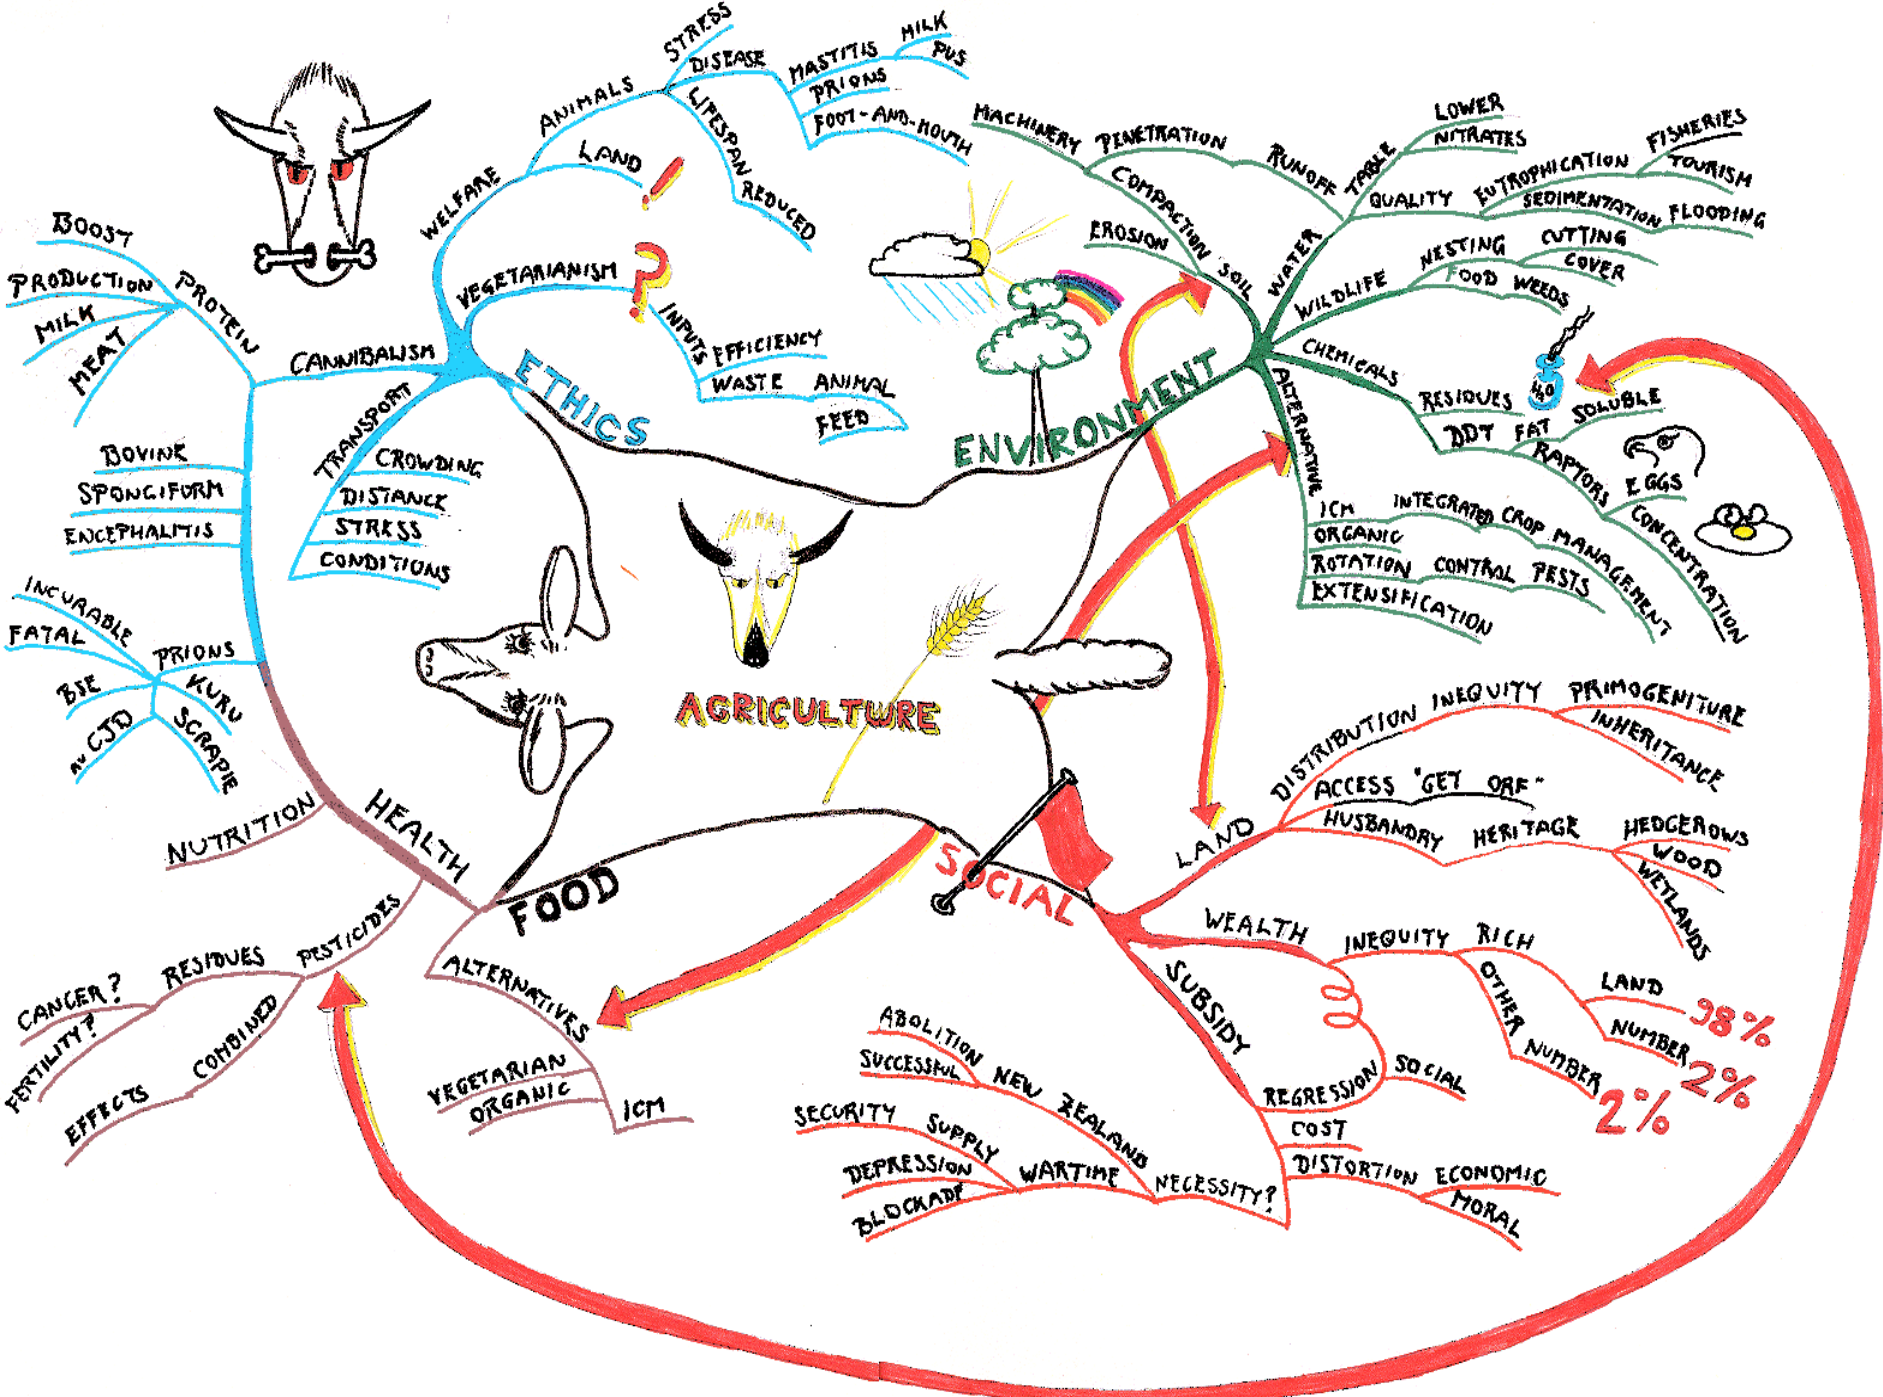 AGRICULTURE
ETHICS
WELFARE
ANIMALS
STRESS
DISEASE
MASTITIS
MILK
PUS
PRIONS
FOOT-AND-MOUTH
LIFESPAN
REDUCED
LAND
!
VEGETARIANISM
?
INPUTS
EFFICIENCY
WASTE ANIMAL
FEED
CANNIBALISM
PROTEIN
BOOST
PRODUCTION
MILK
MEAT
BOVINE
SPONGIFORM
ENCEPHALITIS
PRIONS
INCURABLE
FATAL
BSE
nv CJD
KURU
SCRAPIE
TRANSPORT
CROWDING
DISTANCE
STRESS
CONDITIONS
ENVIRONMENT
SOIL
COMPACTION
MACHINERY
PENETRATION
RUNOFF
EROSION
WATER
TABLE
LOWER
NITRATES
QUALITY
EUTROPHICATION
FISHERIES
TOURISM
SEDIMENTATION
FLOODING
WILDLIFE
NESTING
CUTTING
COVER
FOOD WEEDS
CHEMICALS
RESIDUES
H2O
DDT FAT
SOLUBLE
RAPTORS
EGGS
CONCENTRATION
ALTERNATIVE
ICM INTEGRATED CROP MANAGEMENT
ORGANIC
ROTATION CONTROL PESTS
EXTENSIFICATION
SOCIAL
LAND
DISTRIBUTION INEQUITY PRIMOGENITURE
INHERITANCE
ACCESS "GET ORF"
HUSBANDRY HERITAGE HEDGEROWS
WOOD
WETLANDS
WEALTH
INEQUITY RICH
LAND
98%
NUMBER
2%
OTHER
NUMBER
2%
SUBSIDY
REGRESSION SOCIAL
COST
DISTORTION ECONOMIC
MORAL
NECESSITY?
NEW ZEALAND
ABOLITION
SUCCESSFUL
WARTIME
SUPPLY
SECURITY
DEPRESSION
BLOCKADE
FOOD
HEALTH
NUTRITION
PESTICIDES
RESIDUES
CANCER?
FERTILITY?
COMBINED
EFFECTS
ALTERNATIVES
VEGETARIAN
ORGANIC
ICM